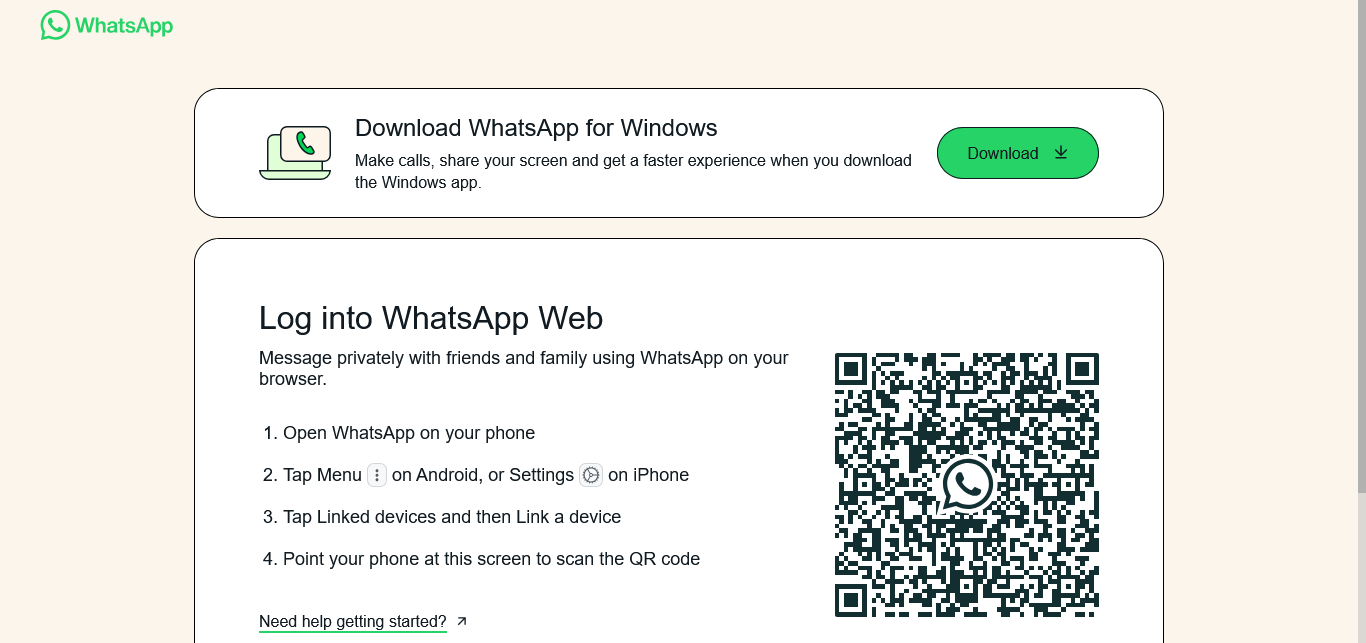 WhatsApp
Download WhatsApp for Windows
Make calls, share your screen and get a faster experience when you download
the Windows app.
Download
Log into WhatsApp Web
Message privately with friends and family using WhatsApp on your
browser.
1. Open WhatsApp on your phone
2. Tap Menu on Android, or Settings on iPhone
3. Tap Linked devices and then Link a device
4. Point your phone at this screen to scan the QR code
Need help getting started?